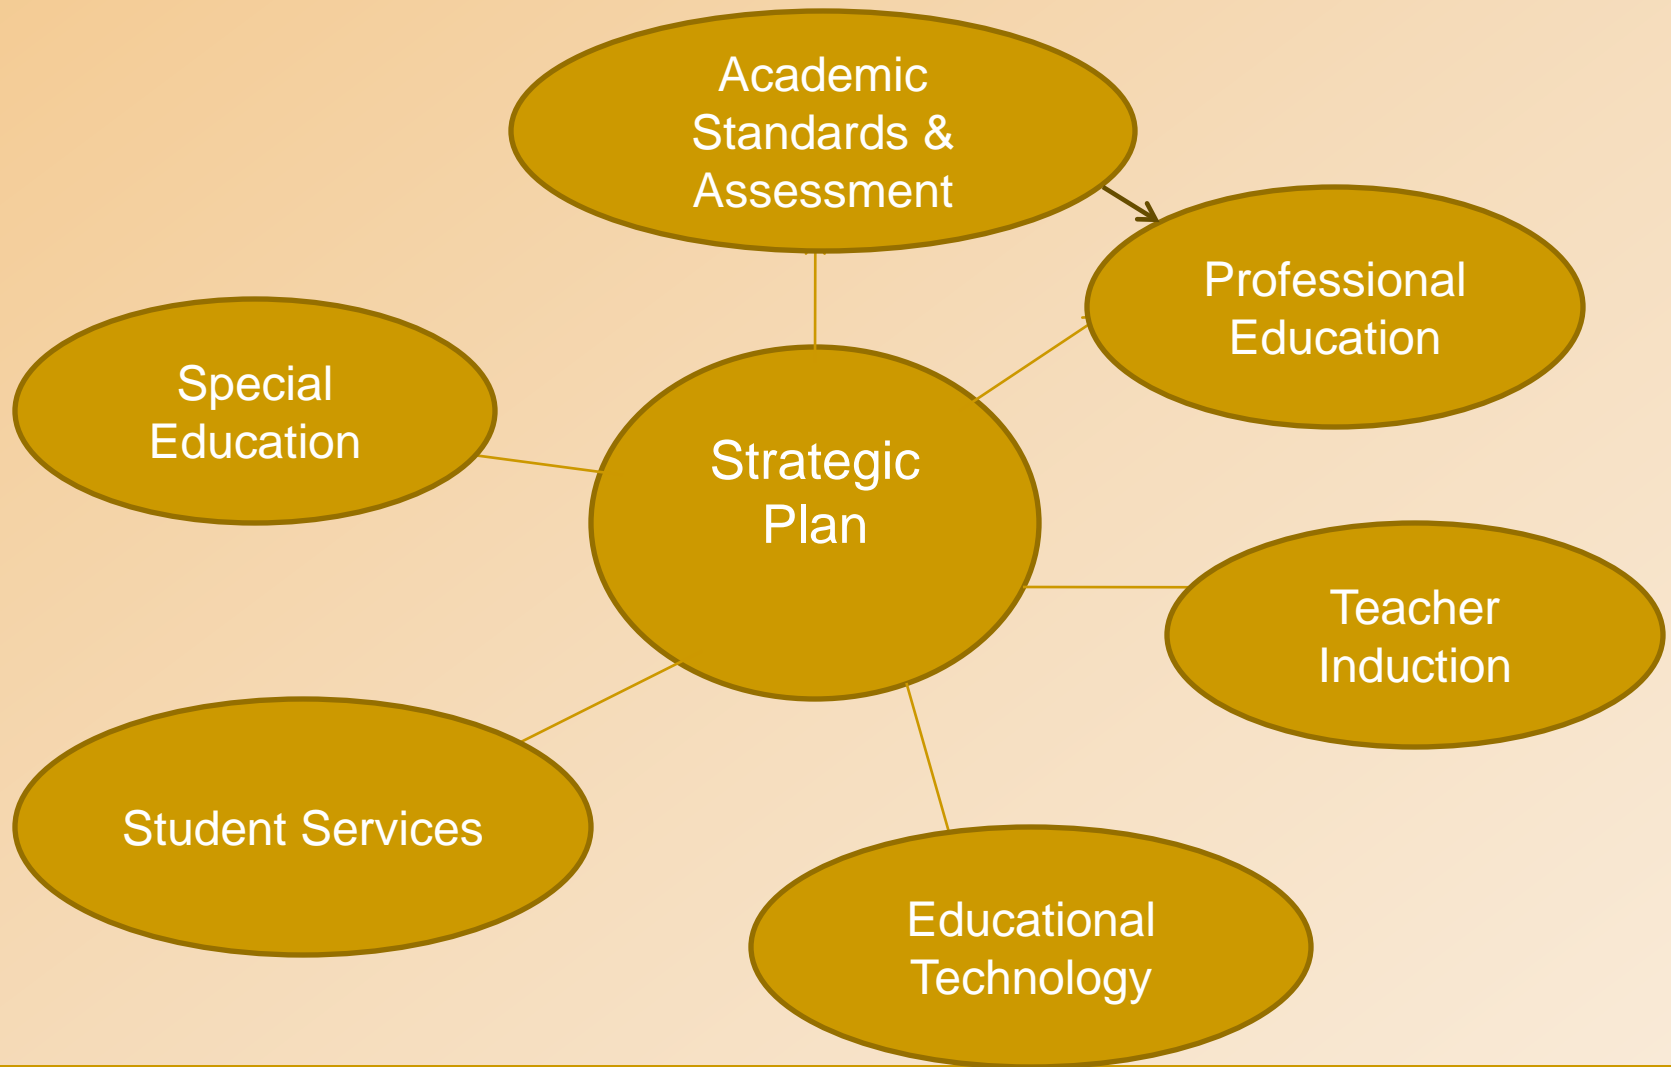 Academic
Standards &
Assessment
Professional
Education
Special
Education
Strategic
Plan
Teacher
Induction
Student Services
Educational
Technology